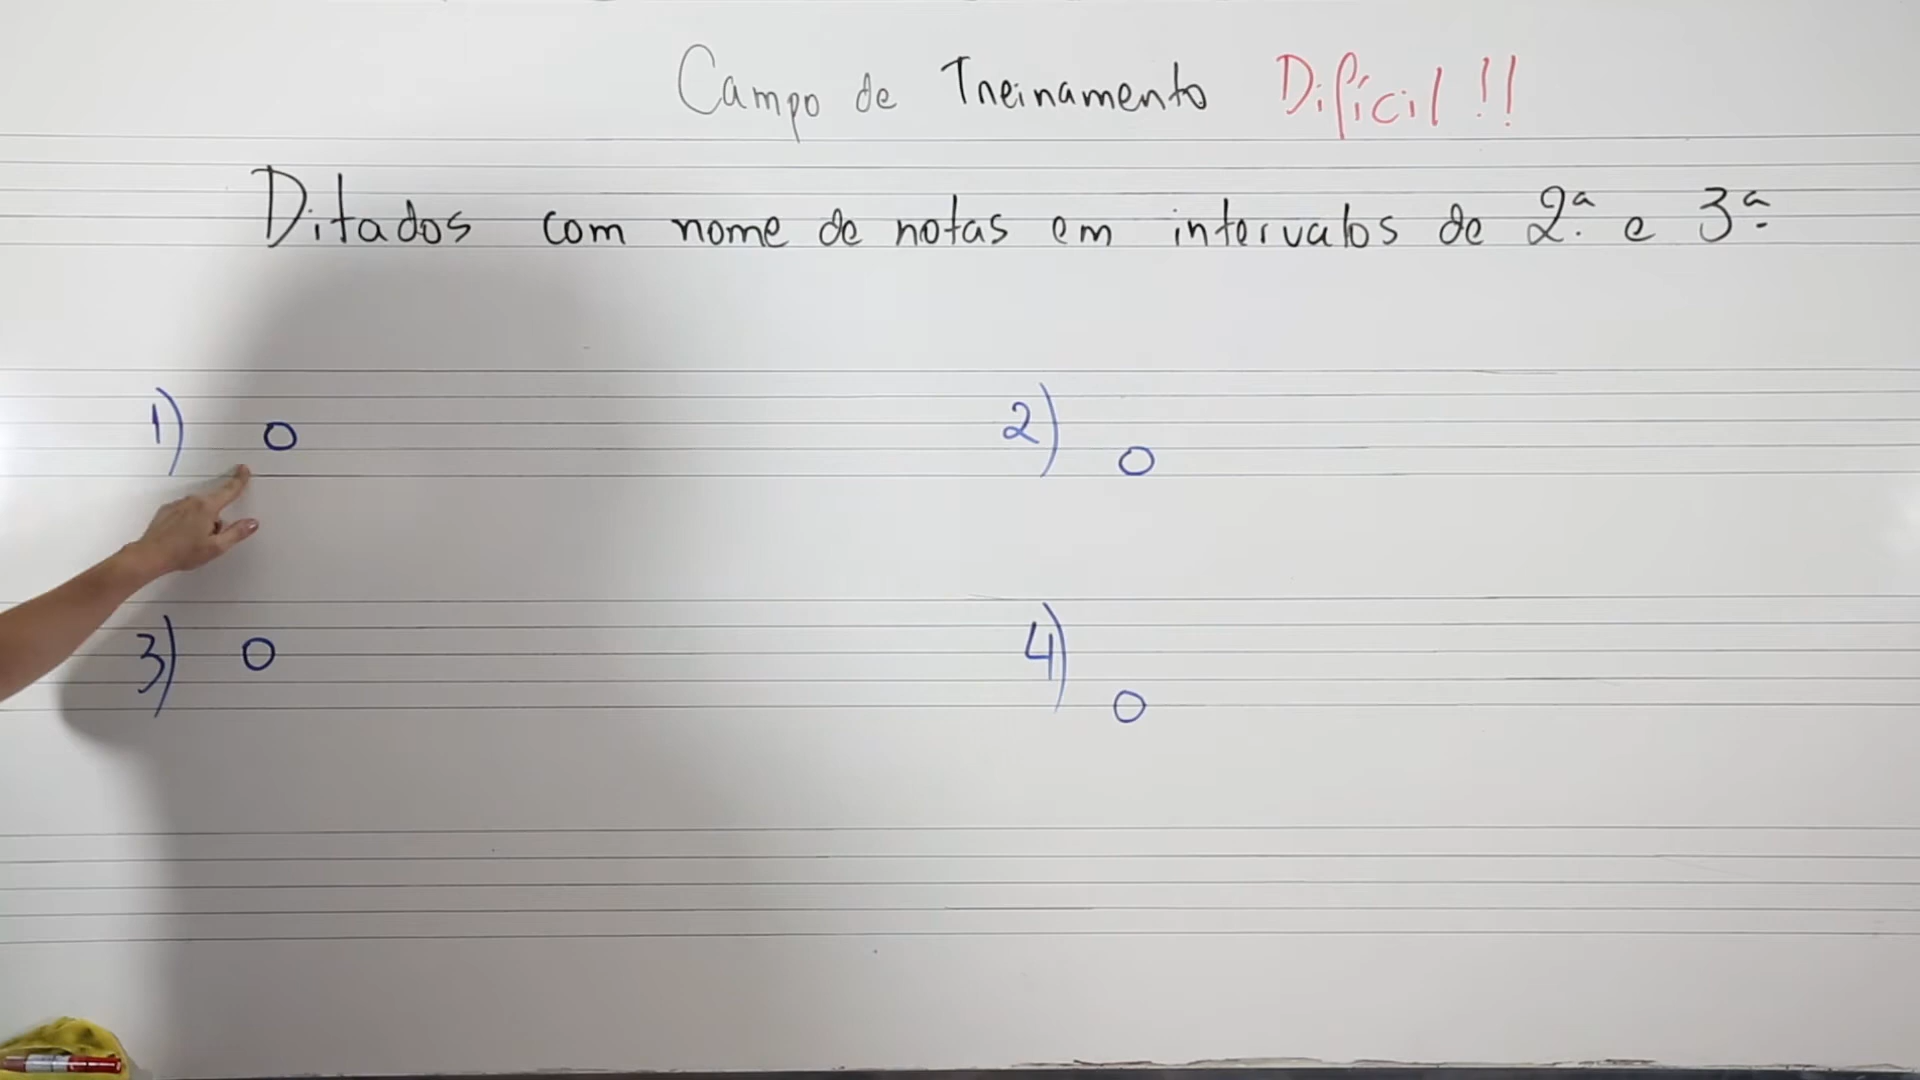 Campo de Treinamento Difícil!!
Ditados com nome de notas em intervalos de 2ª e 3ª
1)
2)
3)
4)